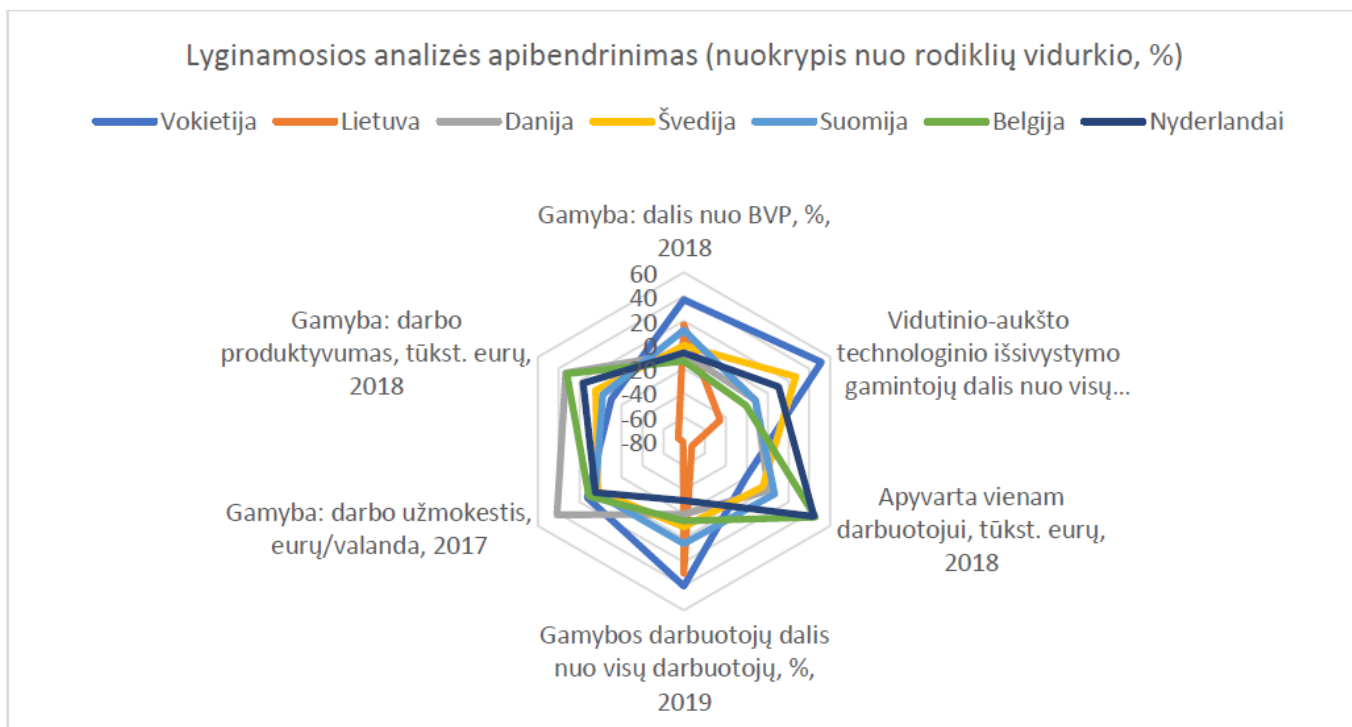 Lyginamosios analizės apibendrinimas (nuokrypis nuo rodiklių vidurkio, %)
Vokietija Lietuva Danija Švedija Suomija Belgija Nyderlandai
Gamyba: dalis nuo BVP, %,
2018
60
40
20
0
-20
-40
-60
-80
Vidutinio-aukšto
technologinio išsivystymo
gamintojų dalis nuo visų...
Apyvarta vienam
darbuotojui, tūkst. eurų,
2018
Gamybos darbuotojų dalis
nuo visų darbuotojų, %,
2019
Gamyba: darbo užmokestis,
eurų/valanda, 2017
Gamyba: darbo
produktyvumas, tūkst. eurų,
2018